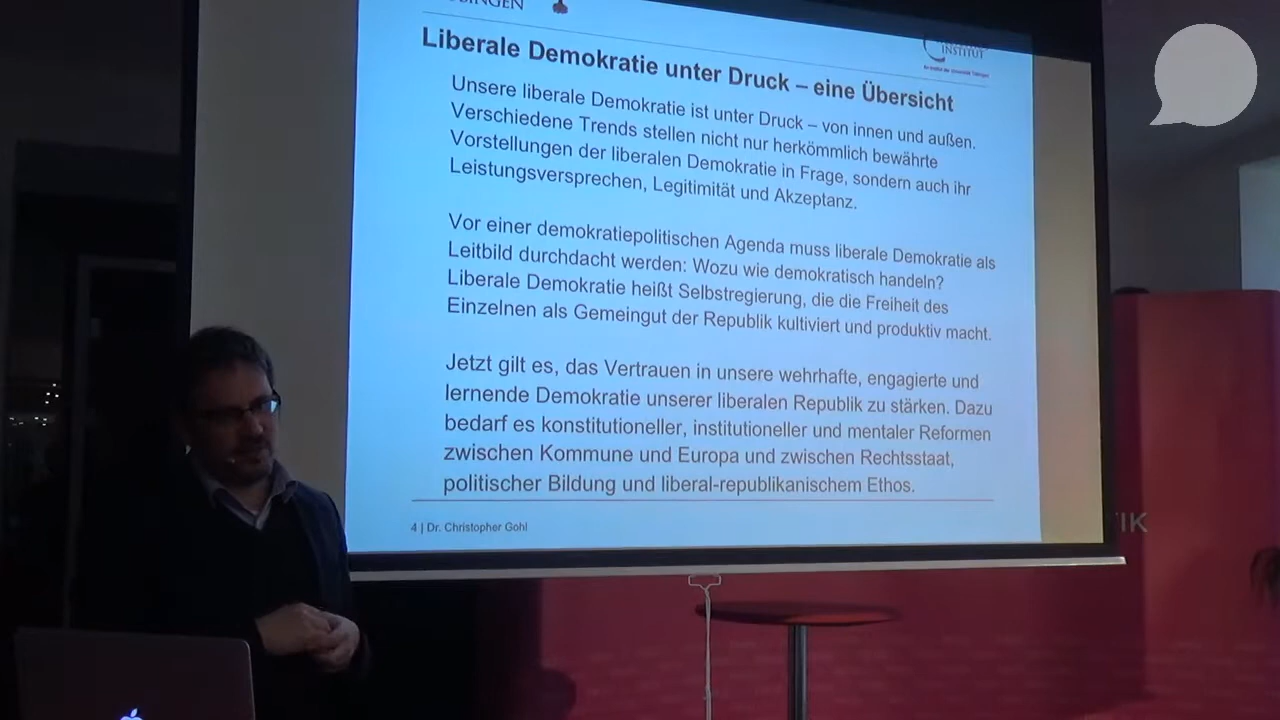 INSTITUT
Liberale Demokratie unter Druck – eine Übersicht
Unsere liberale Demokratie ist unter Druck – von innen und außen.
Verschiedene Trends stellen nicht nur herkömmlich bewährte
Vorstellungen der liberalen Demokratie in Frage, sondern auch ihr
Leistungsversprechen, Legitimität und Akzeptanz.
Vor einer demokratiepolitischen Agenda muss liberale Demokratie als
Leitbild durchdacht werden: Wozu wie demokratisch handeln?
Liberale Demokratie heißt Selbstregierung, die die Freiheit des
Einzelnen als Gemeingut der Republik kultiviert und produktiv macht.
Jetzt gilt es, das Vertrauen in unsere wehrhafte, engagierte und
lernende Demokratie unserer liberalen Republik zu stärken. Dazu
bedarf es konstitutioneller, institutioneller und mentaler Reformen
zwischen Kommune und Europa und zwischen Rechtsstaat,
politischer Bildung und liberal-republikanischem Ethos.
4 | Dr. Christopher Gohl
IK